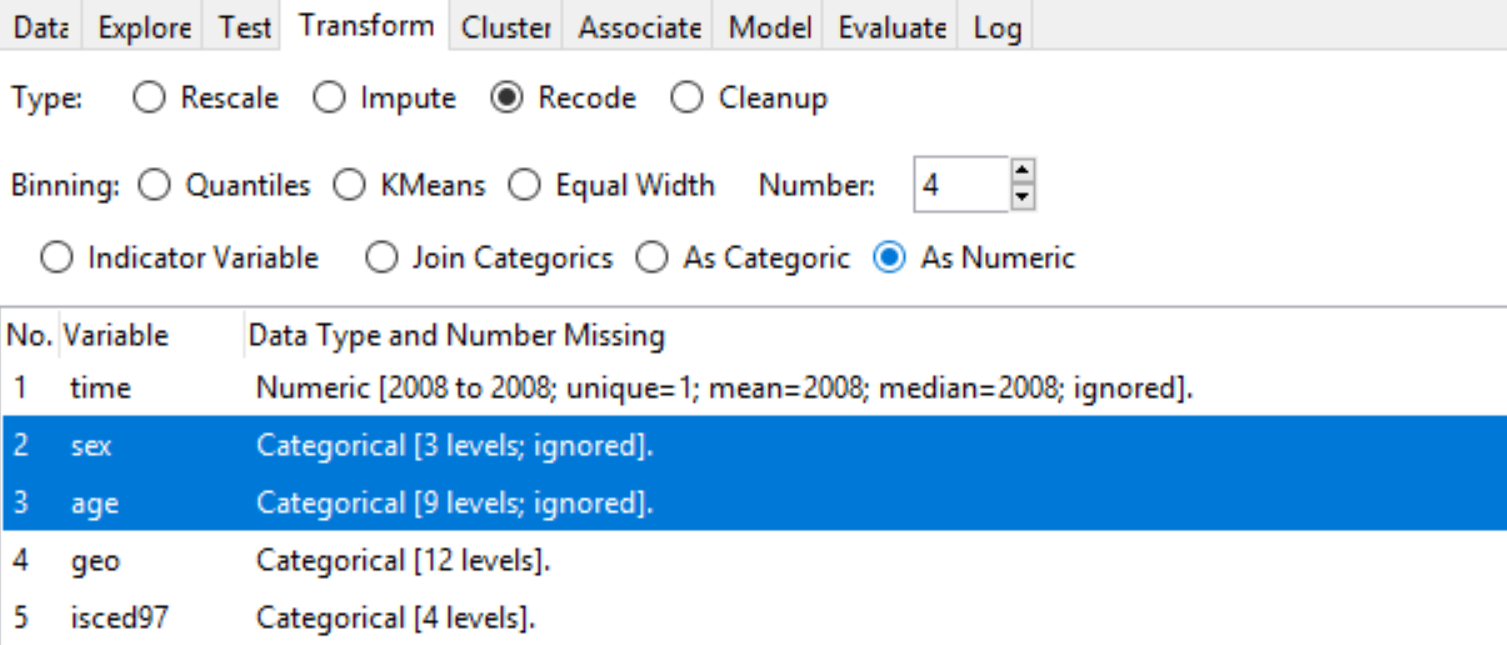 Data Explore Test Transform Cluster Associate Model Evaluate Log
Type: Rescale Impute Recode Cleanup
Binning: Quantiles KMeans Equal Width Number: 4
Indicator Variable Join Categorics As Categoric As Numeric
No. Variable Data Type and Number Missing
1 time Numeric [2008 to 2008; unique=1; mean=2008; median=2008; ignored].
2 sex Categorical [3 levels; ignored].
3 age Categorical [9 levels; ignored].
4 geo Categorical [12 levels].
5 isced97 Categorical [4 levels].